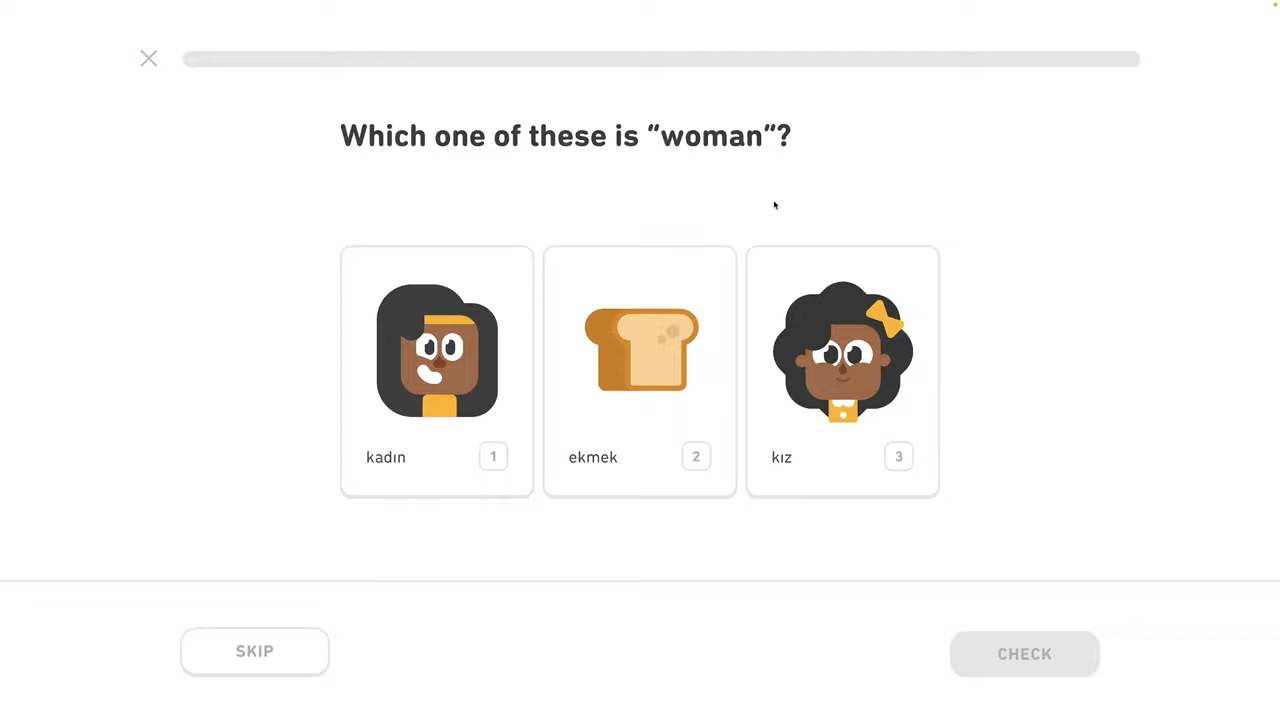 Which one of these is “woman”?
kadın 1
ekmek 2
kız 3
SKIP
CHECK